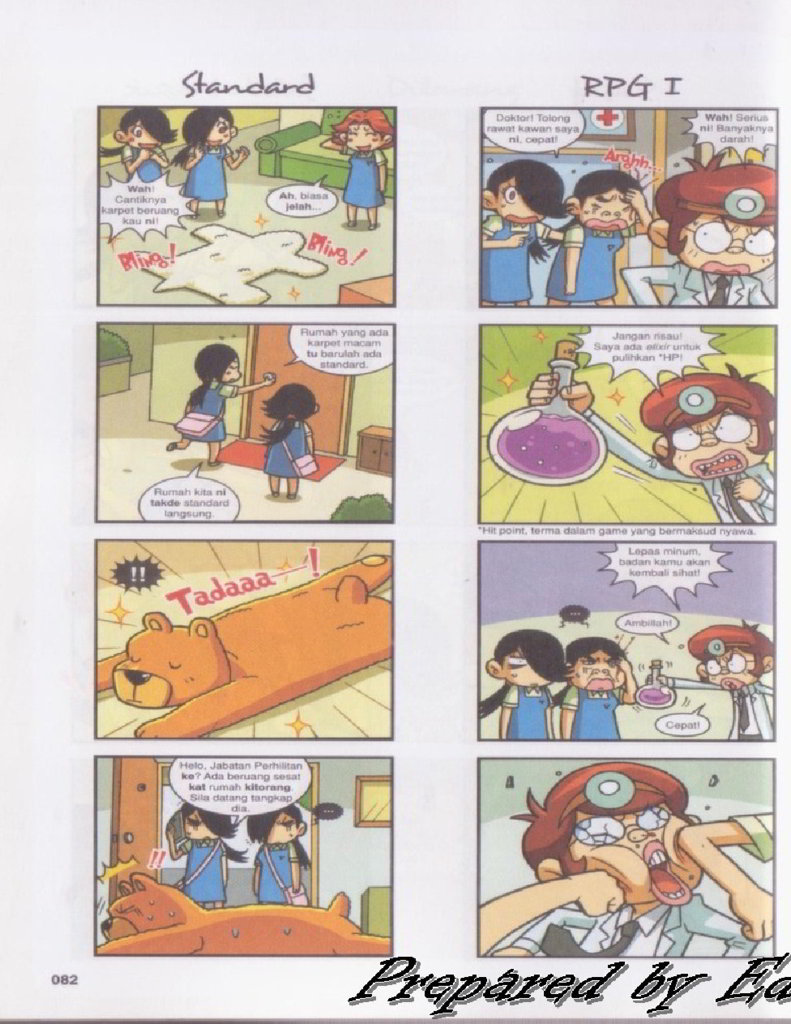 Standard
Wah!
Cantiknya
karpet beruang
kau ni!
Ah, biasa
jelah...
Bling!
Bling!
Rumah yang ada
karpet macam
tu barulah ada
standard.
Rumah kita ni
takde standard
langsung.
!!
Tadaaa—!
Helo, Jabatan Perhilitan
ke? Ada beruang sesat
kat rumah kitorang.
Sila datang tangkap
dia.
...
!!
RPG I
Doktor! Tolong
rawat kawan saya
ni, cepat!
Wah! Serius
ni! Banyaknya
darah!
Arghh...
Jangan risau!
Saya ada elixir untuk
pulihkan *HP!
*Hit point, terma dalam game yang bermaksud nyawa.
Lepas minum,
badan kamu akan
kembali sihat!
...
Ambillah!
Cepat!
082
Prepared by Ed